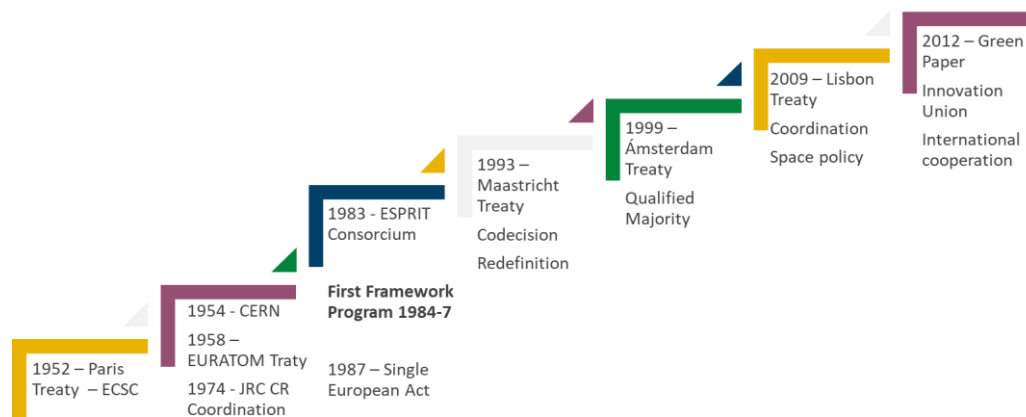 1952 – Paris
Treaty – ECSC
1954 - CERN
1958 –
EURATOM Traty
1974 - JRC CR
Coordination
1983 - ESPRIT
Consorcium
First Framework
Program 1984-7
1987 – Single
European Act
1993 –
Maastricht
Treaty
Codecision
Redefinition
1999 –
Ámsterdam
Treaty
Qualified
Majority
2009 – Lisbon
Treaty
Coordination
Space policy
2012 – Green
Paper
Innovation
Union
International
cooperation